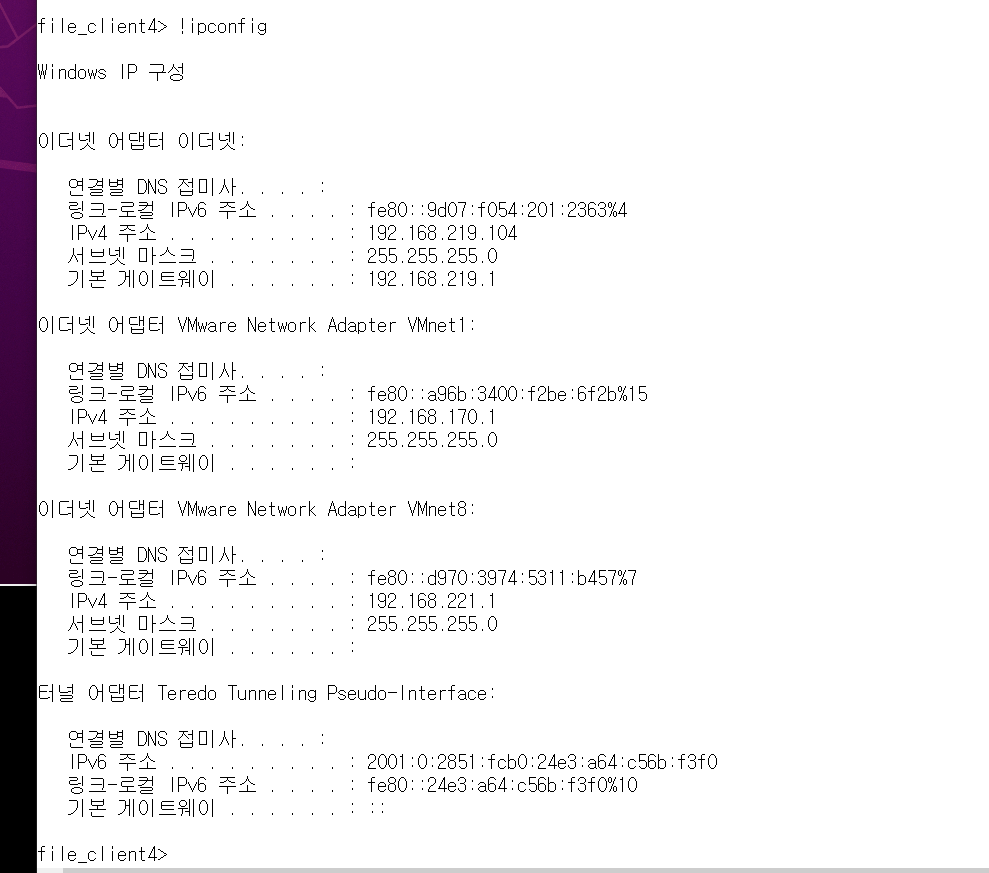 file_client4> !ipconfig
Windows IP 구성
이더넷 어댑터 이더넷:
연결별 DNS 접미사. . . . :
링크-로컬 IPv6 주소 . . . . : fe80::9d07:f054:201:2363%4
IPv4 주소 . . . . . . . . . : 192.168.219.104
서브넷 마스크 . . . . . . . : 255.255.255.0
기본 게이트웨이 . . . . . . : 192.168.219.1
이더넷 어댑터 VMware Network Adapter VMnet1:
연결별 DNS 접미사. . . . :
링크-로컬 IPv6 주소 . . . . : fe80::a96b:3400:f2be:6f2b%15
IPv4 주소 . . . . . . . . . : 192.168.170.1
서브넷 마스크 . . . . . . . : 255.255.255.0
기본 게이트웨이 . . . . . . :
이더넷 어댑터 VMware Network Adapter VMnet8:
연결별 DNS 접미사. . . . :
링크-로컬 IPv6 주소 . . . . : fe80::d970:3974:5311:b457%7
IPv4 주소 . . . . . . . . . : 192.168.221.1
서브넷 마스크 . . . . . . . : 255.255.255.0
기본 게이트웨이 . . . . . . :
터널 어댑터 Teredo Tunneling Pseudo-Interface:
연결별 DNS 접미사. . . . :
IPv6 주소 . . . . . . . . . : 2001:0:2851:fcb0:24e3:a64:c56b:f3f0
링크-로컬 IPv6 주소 . . . . : fe80::24e3:a64:c56b:f3f0%10
기본 게이트웨이 . . . . . . : ::
file_client4>